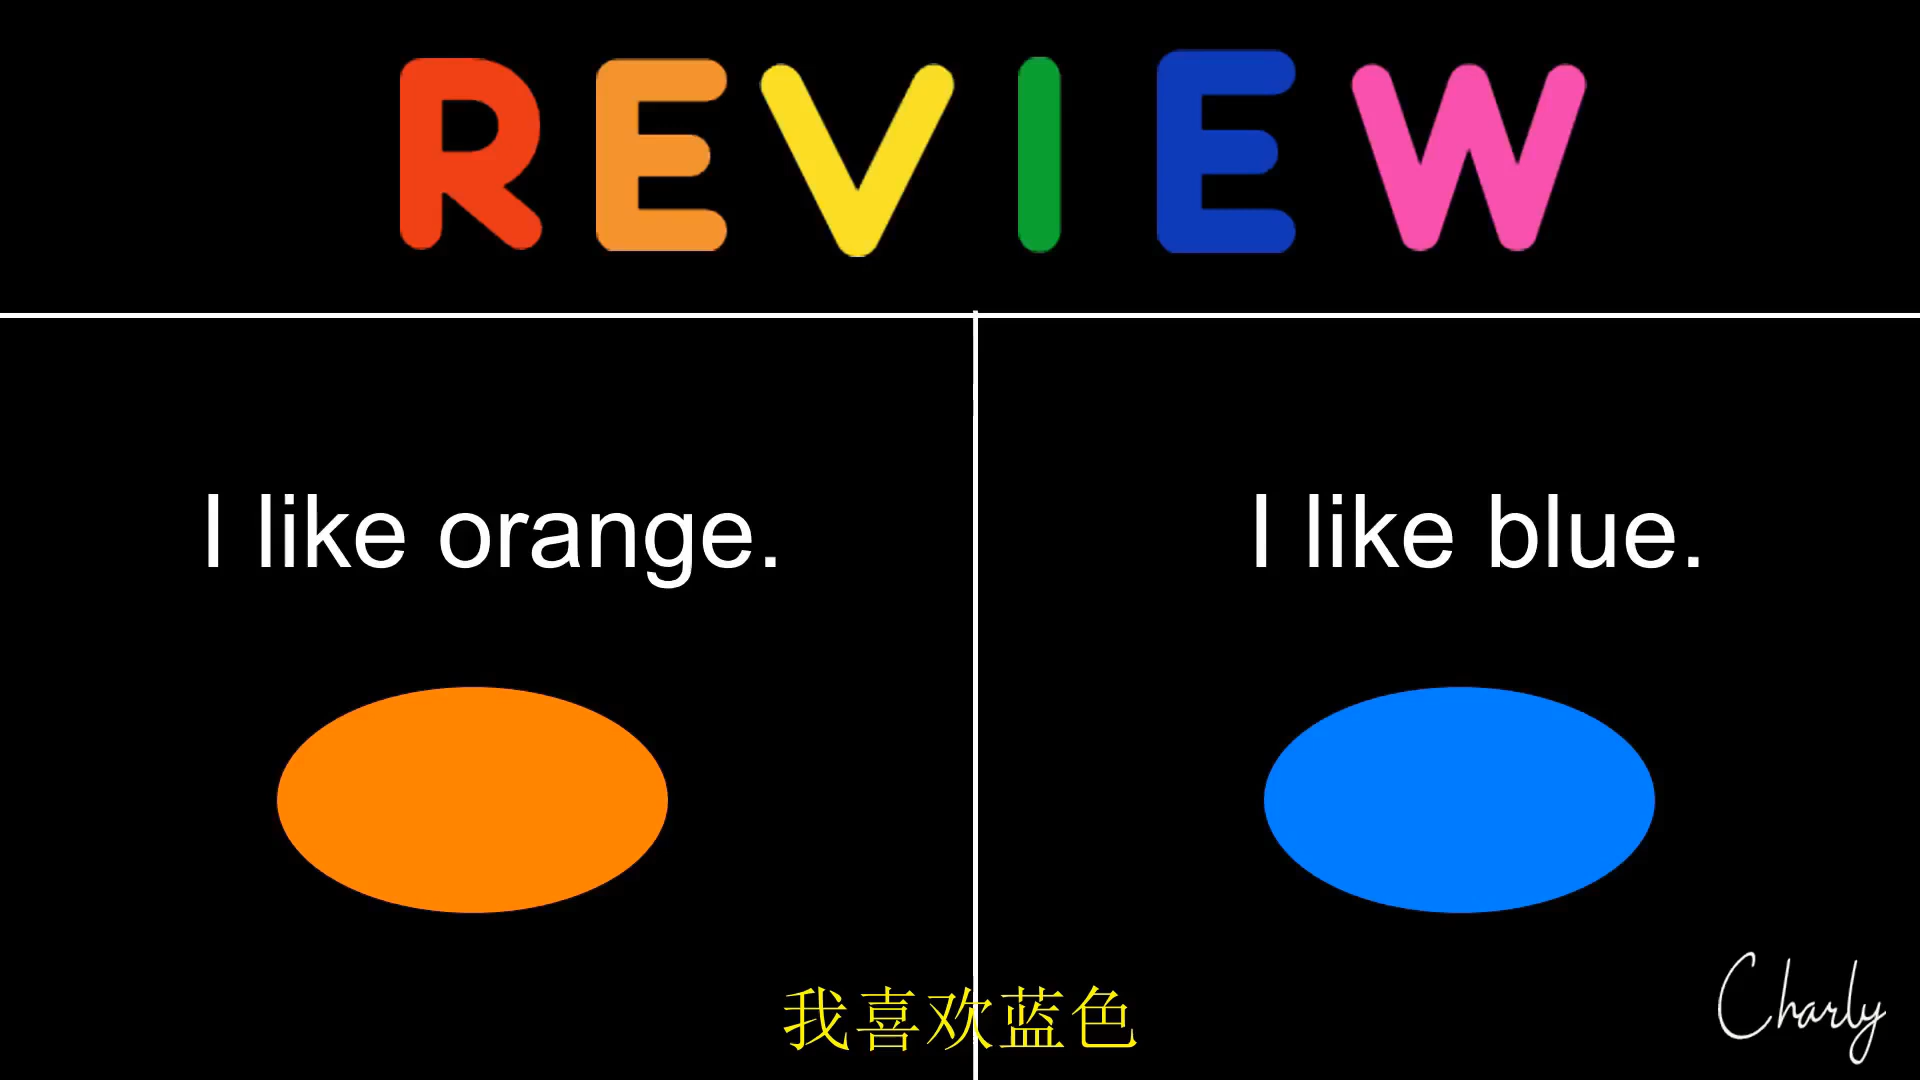 REVIEW
I like orange.
I like blue.
我喜欢蓝色
Charly